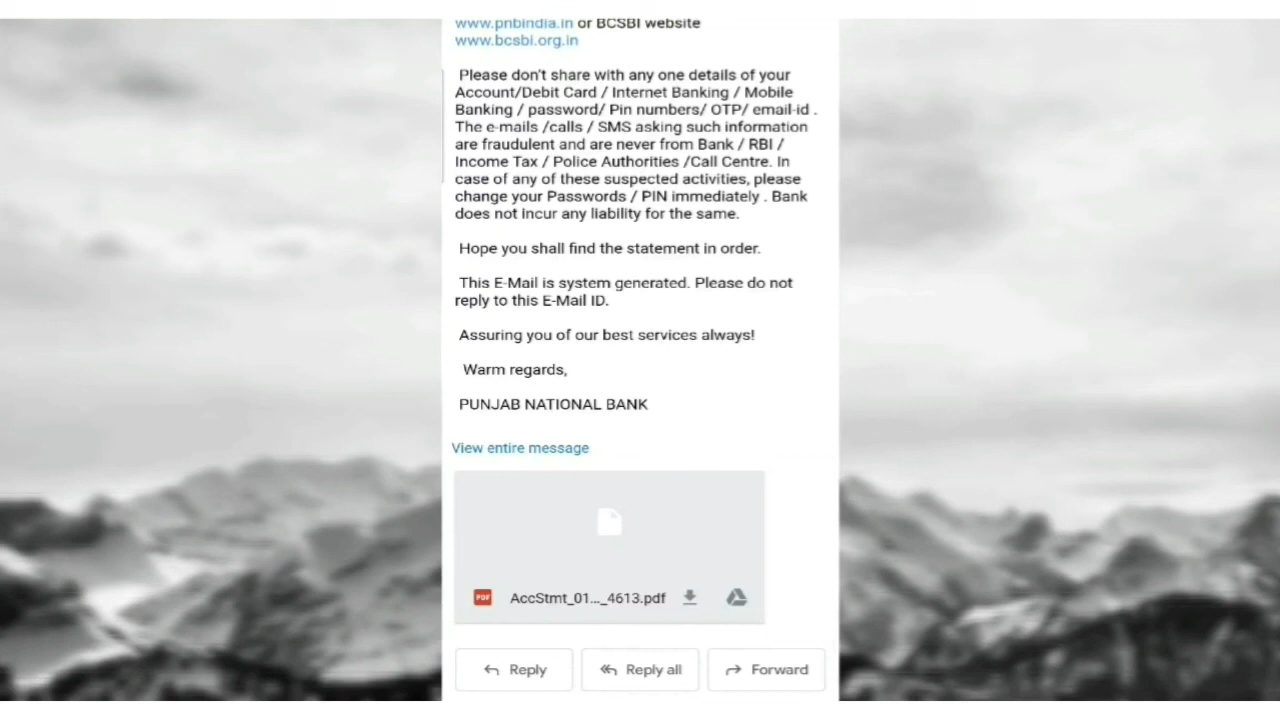 www.pnbindia.in or BCSBI website
www.bcsbi.org.in
Please don't share with any one details of your
Account/Debit Card / Internet Banking / Mobile
Banking / password/ Pin numbers/ OTP/ email-id .
The e-mails /calls / SMS asking such information
are fraudulent and are never from Bank / RBI /
Income Tax / Police Authorities /Call Centre. In
case of any of these suspected activities, please
change your Passwords / PIN immediately . Bank
does not incur any liability for the same.
Hope you shall find the statement in order.
This E-Mail is system generated. Please do not
reply to this E-Mail ID.
Assuring you of our best services always!
Warm regards,
PUNJAB NATIONAL BANK
View entire message
PDF AccStmt_01..._4613.pdf
Reply Reply all Forward